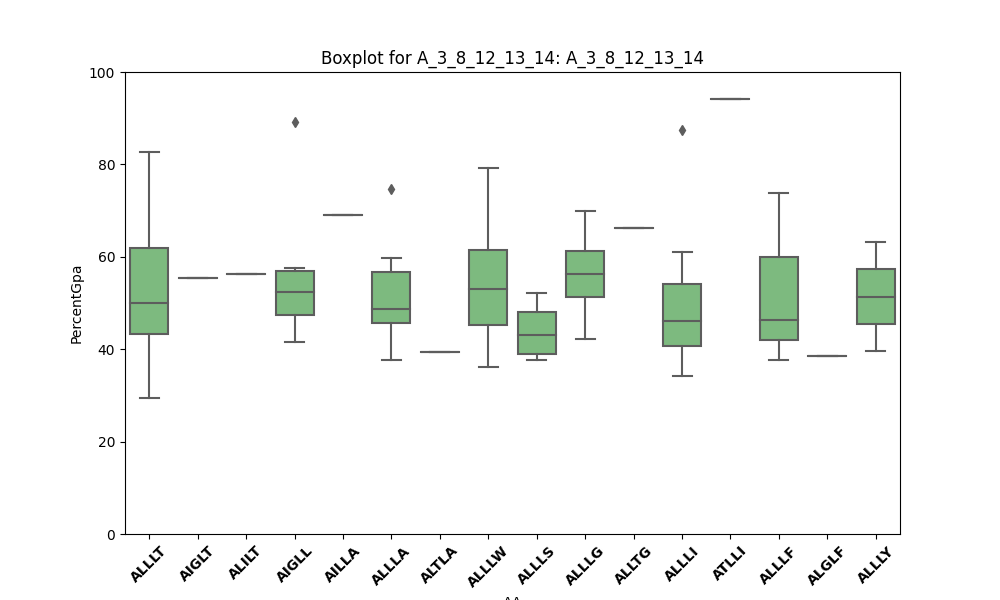 Boxplot for A_3_8_12_13_14: A_3_8_12_13_14
PercentGpa
100
80
60
40
20
0
ALLLT AIGLT ALILT AIGLL AILLA ALLLA ALTLA ALLLW ALLLS ALLLG ALLTG ALLLI ATLLI ALLLF ALGLF ALLLY